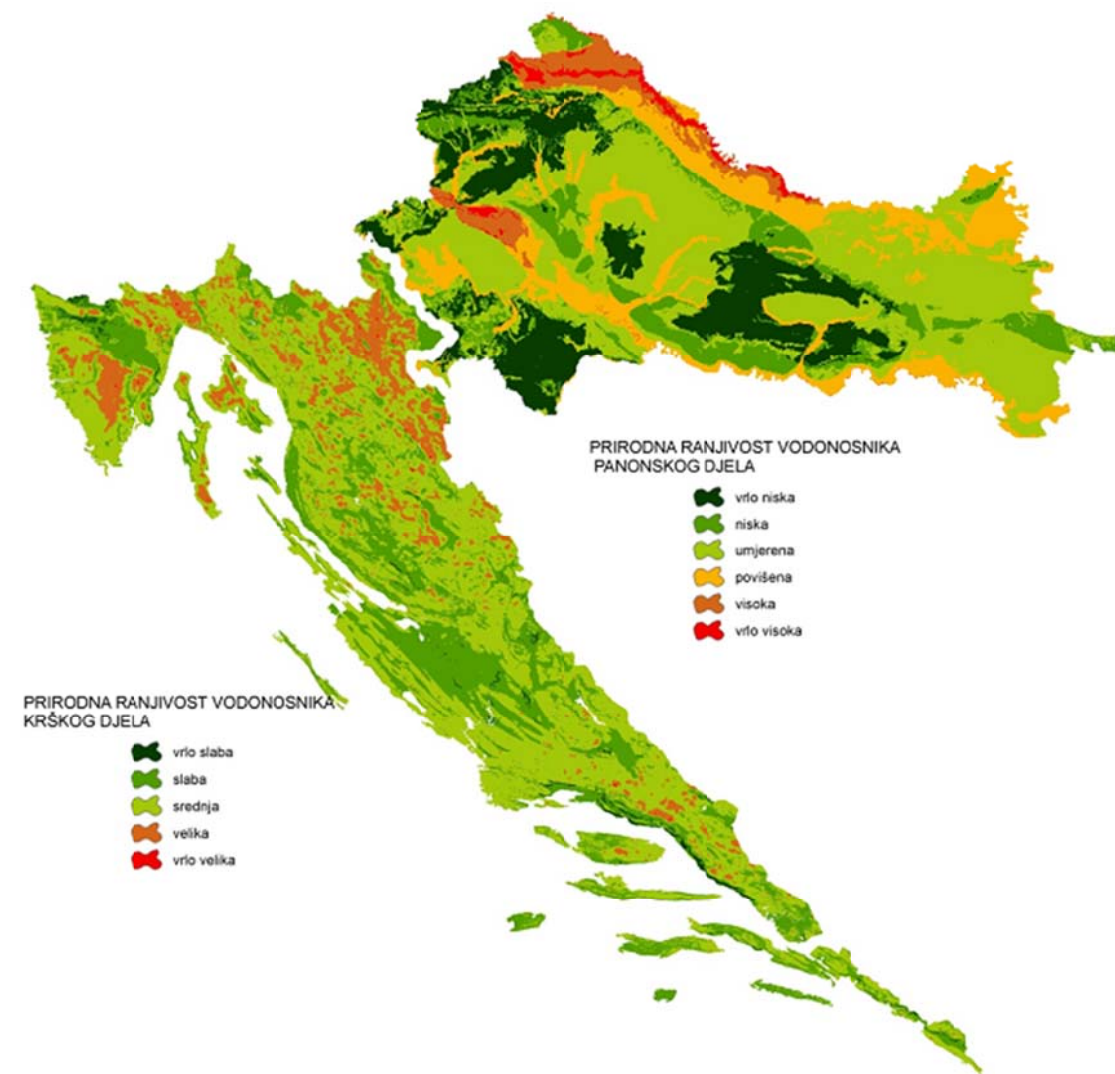 PRIRODNA RANJIVOST VODONOSNIKA
PANONSKOG DJELA
vrlo niska
niska
umjerena
povišena
visoka
vrlo visoka
PRIRODNA RANJIVOST VODONOSNIKA
KRŠKOG DJELA
vrlo slaba
slaba
srednja
velika
vrlo velika